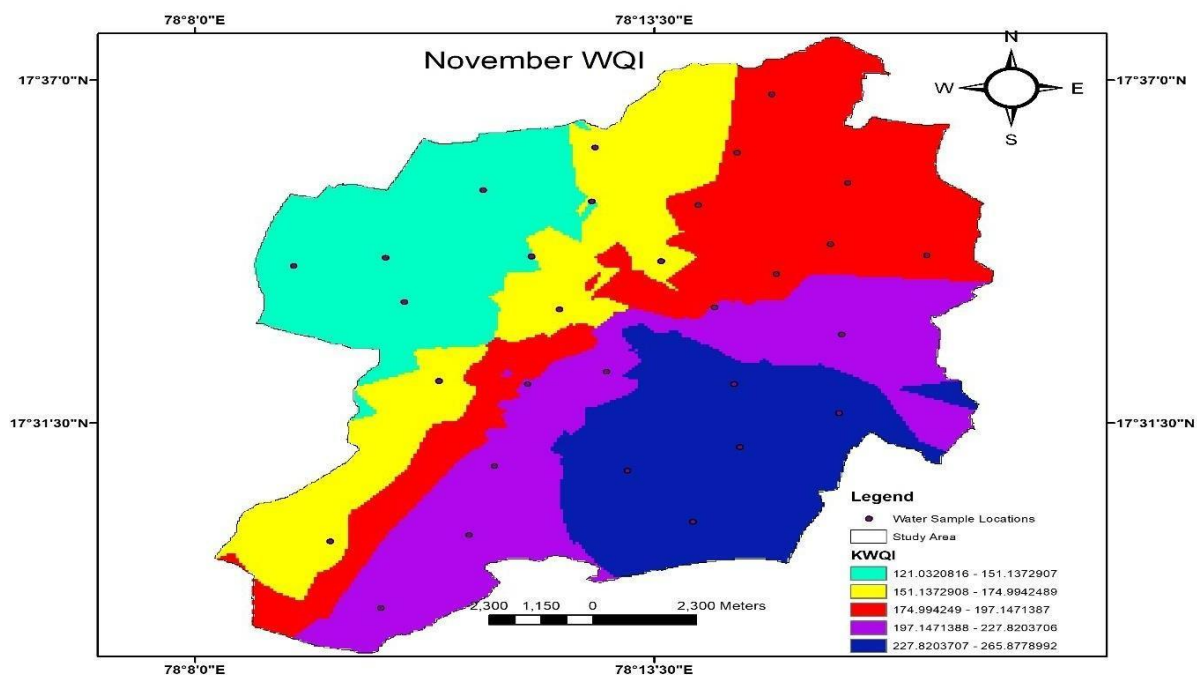 78°8'0"E 78°13'30"E
November WQI
N
17°37'0"N 17°37'0"N
W E
S
17°31'30"N 17°31'30"N
Legend
Water Sample Locations
Study Area
KWQI
121.0320816 - 151.1372907
151.1372908 - 174.9942489
174.994249 - 197.1471387
197.1471388 - 227.8203706
227.8203707 - 265.8778992
2,300 1,150 0 2,300 Meters
78°8'0"E 78°13'30"E